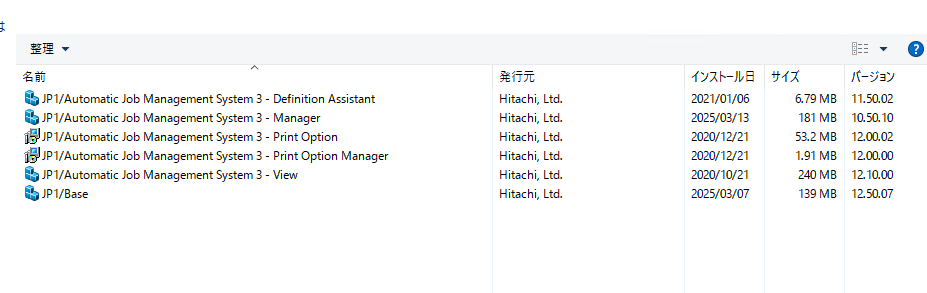 は
整理
名前 発行元 インストール日 サイズ バージョン
JP1/Automatic Job Management System 3 - Definition Assistant Hitachi, Ltd. 2021/01/06 6.79 MB 11.50.02
JP1/Automatic Job Management System 3 - Manager Hitachi, Ltd. 2025/03/13 181 MB 10.50.10
JP1/Automatic Job Management System 3 - Print Option Hitachi, Ltd. 2020/12/21 53.2 MB 12.00.02
JP1/Automatic Job Management System 3 - Print Option Manager Hitachi, Ltd. 2020/12/21 1.91 MB 12.00.00
JP1/Automatic Job Management System 3 - View Hitachi, Ltd. 2020/10/21 240 MB 12.10.00
JP1/Base Hitachi, Ltd. 2025/03/07 139 MB 12.50.07